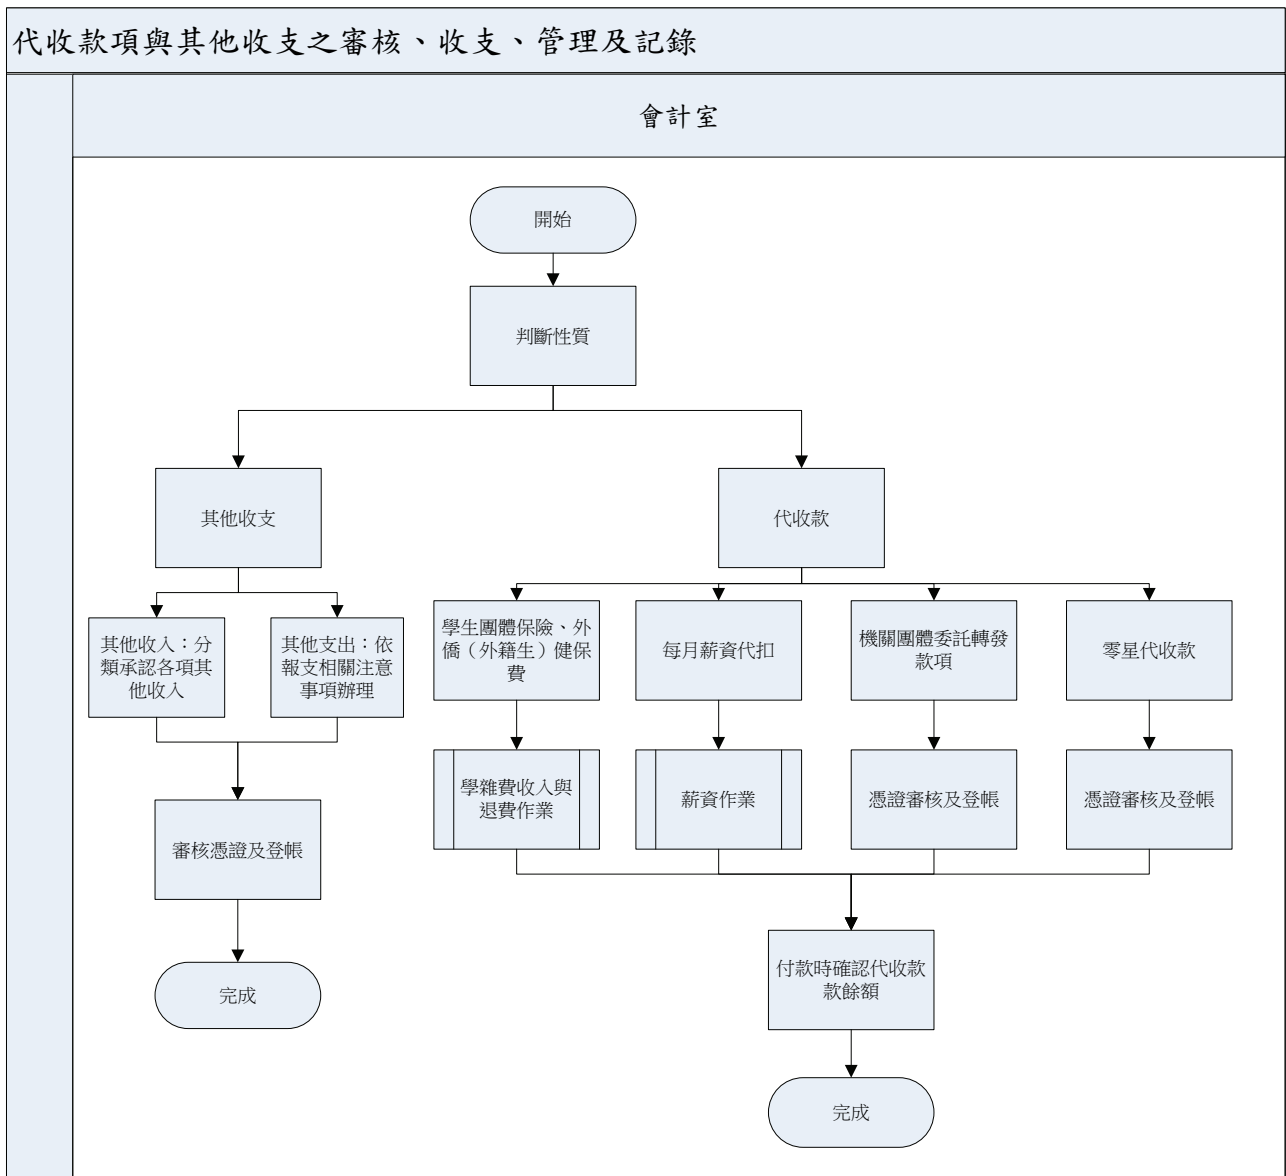 代收款項與其他收支之審核、收支、管理及記錄
會計室
開始
判斷性質
其他收支
代收款
其他收入：分
類承認各項其
他收入
其他支出：依
報支相關注意
事項辦理
學生團體保險、外
僑（外籍生）健保
費
每月薪資代扣
機關團體委託轉發
款項
零星代收款
學雜費收入與
退費作業
薪資作業
憑證審核及登帳
憑證審核及登帳
審核憑證及登帳
付款時確認代收款
款餘額
完成
完成